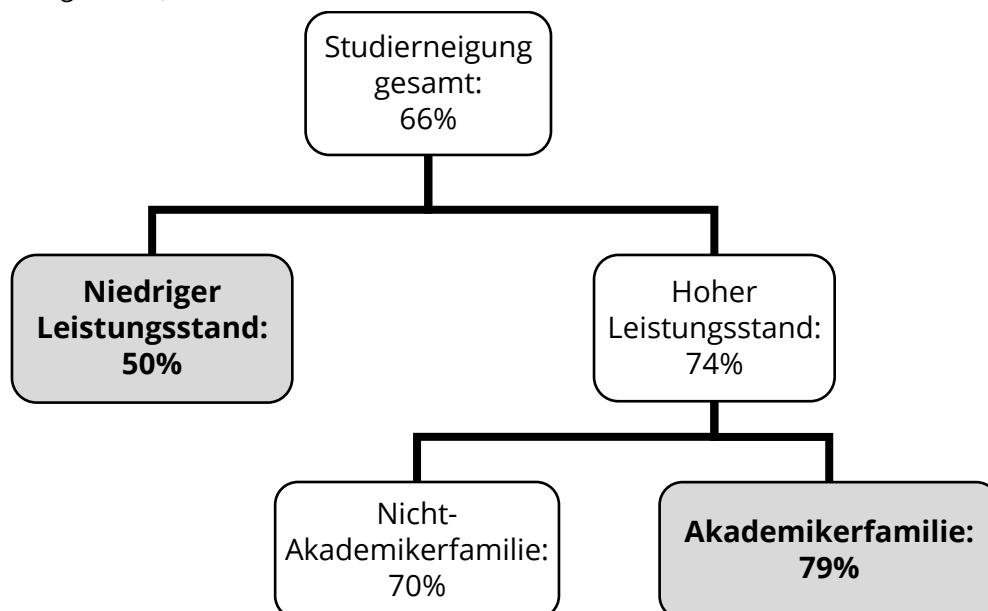 Studierneigung
gesamt:
66%
Niedriger
Leistungsstand:
50%
Hoher
Leistungsstand:
74%
Nicht-
Akademikerfamilie:
70%
Akademikerfamilie:
79%